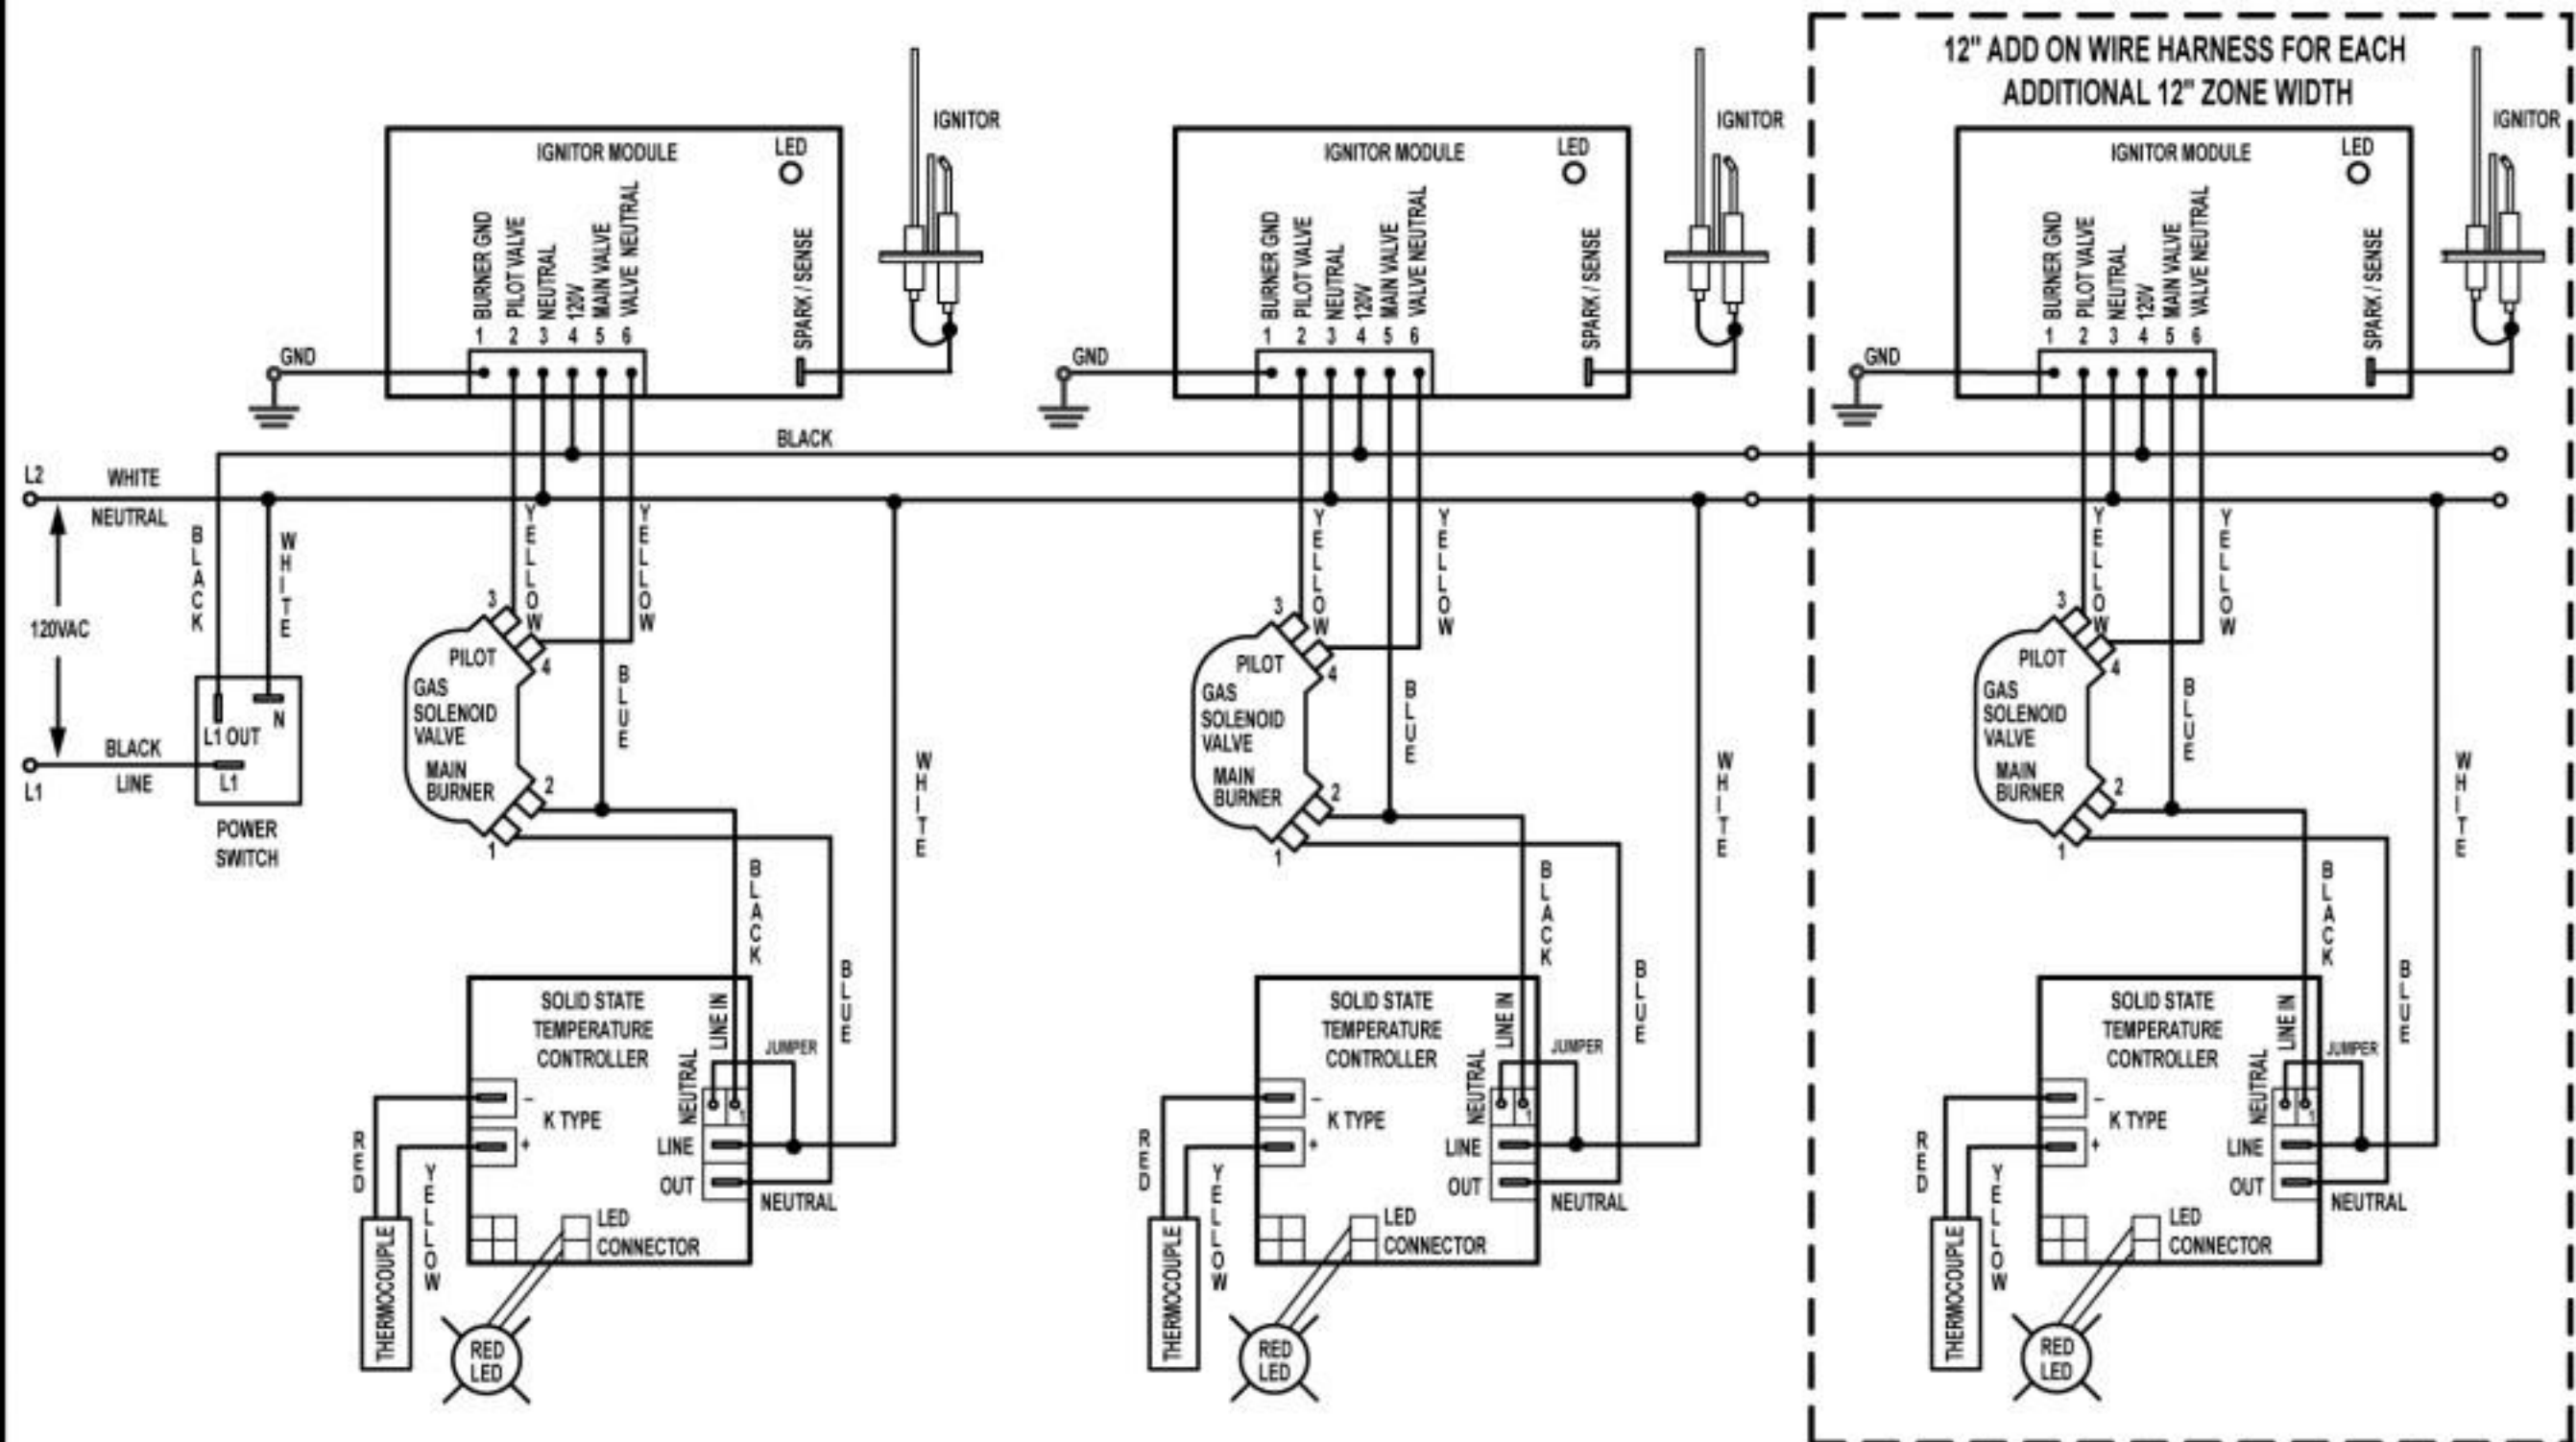 12" ADD ON WIRE HARNESS FOR EACH
ADDITIONAL 12" ZONE WIDTH
IGNITOR
IGNITOR MODULE
LED
BURNER GND
PILOT VALVE
NEUTRAL
120V
MAIN VALVE
VALVE NEUTRAL
1 2 3 4 5 6
SPARK / SENSE
GND
IGNITOR
IGNITOR MODULE
LED
BURNER GND
PILOT VALVE
NEUTRAL
120V
MAIN VALVE
VALVE NEUTRAL
1 2 3 4 5 6
SPARK / SENSE
GND
IGNITOR
IGNITOR MODULE
LED
BURNER GND
PILOT VALVE
NEUTRAL
120V
MAIN VALVE
VALVE NEUTRAL
1 2 3 4 5 6
SPARK / SENSE
GND
BLACK
L2
WHITE
NEUTRAL
120VAC
BLACK
WHITE
L1 OUT
N
L1
BLACK
LINE
L1
POWER
SWITCH
YELLOW
YELLOW
3
4
PILOT
GAS
SOLENOID
VALVE
MAIN
BURNER
2
1
BLUE
WHITE
BLACK
BLUE
SOLID STATE
TEMPERATURE
CONTROLLER
NEUTRAL
LINE IN
JUMPER
1
–
K TYPE
+
LINE
OUT
NEUTRAL
RED
YELLOW
THERMOCOUPLE
LED
CONNECTOR
RED
LED
YELLOW
YELLOW
3
4
PILOT
GAS
SOLENOID
VALVE
MAIN
BURNER
2
1
BLUE
WHITE
BLACK
BLUE
SOLID STATE
TEMPERATURE
CONTROLLER
NEUTRAL
LINE IN
JUMPER
1
–
K TYPE
+
LINE
OUT
NEUTRAL
RED
YELLOW
THERMOCOUPLE
LED
CONNECTOR
RED
LED
YELLOW
YELLOW
3
4
PILOT
GAS
SOLENOID
VALVE
MAIN
BURNER
2
1
BLUE
WHITE
BLACK
BLUE
SOLID STATE
TEMPERATURE
CONTROLLER
NEUTRAL
LINE IN
JUMPER
1
–
K TYPE
+
LINE
OUT
NEUTRAL
RED
YELLOW
THERMOCOUPLE
LED
CONNECTOR
RED
LED